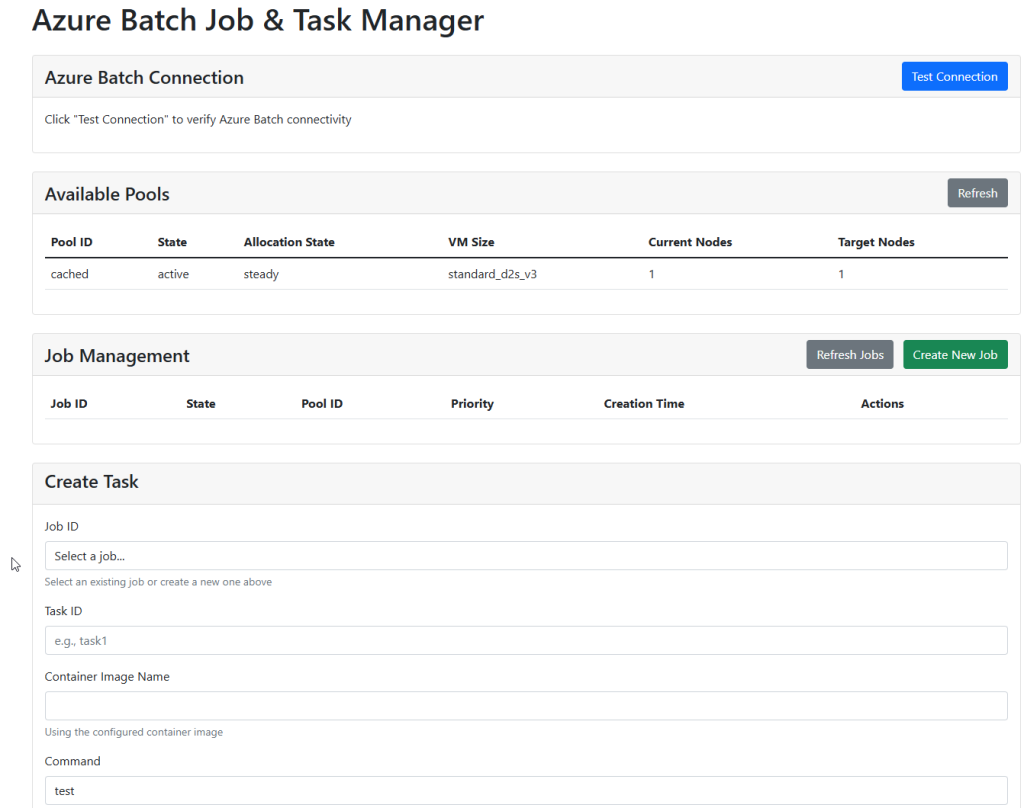 Azure Batch Job & Task Manager
Azure Batch Connection
Test Connection
Click "Test Connection" to verify Azure Batch connectivity
Available Pools
Refresh
Pool ID State Allocation State VM Size Current Nodes Target Nodes
cached active steady standard_d2s_v3 1 1
Job Management
Refresh Jobs
Create New Job
Job ID State Pool ID Priority Creation Time Actions
Create Task
Job ID
Select a job...
Select an existing job or create a new one above
Task ID
e.g., task1
Container Image Name
Using the configured container image
Command
test